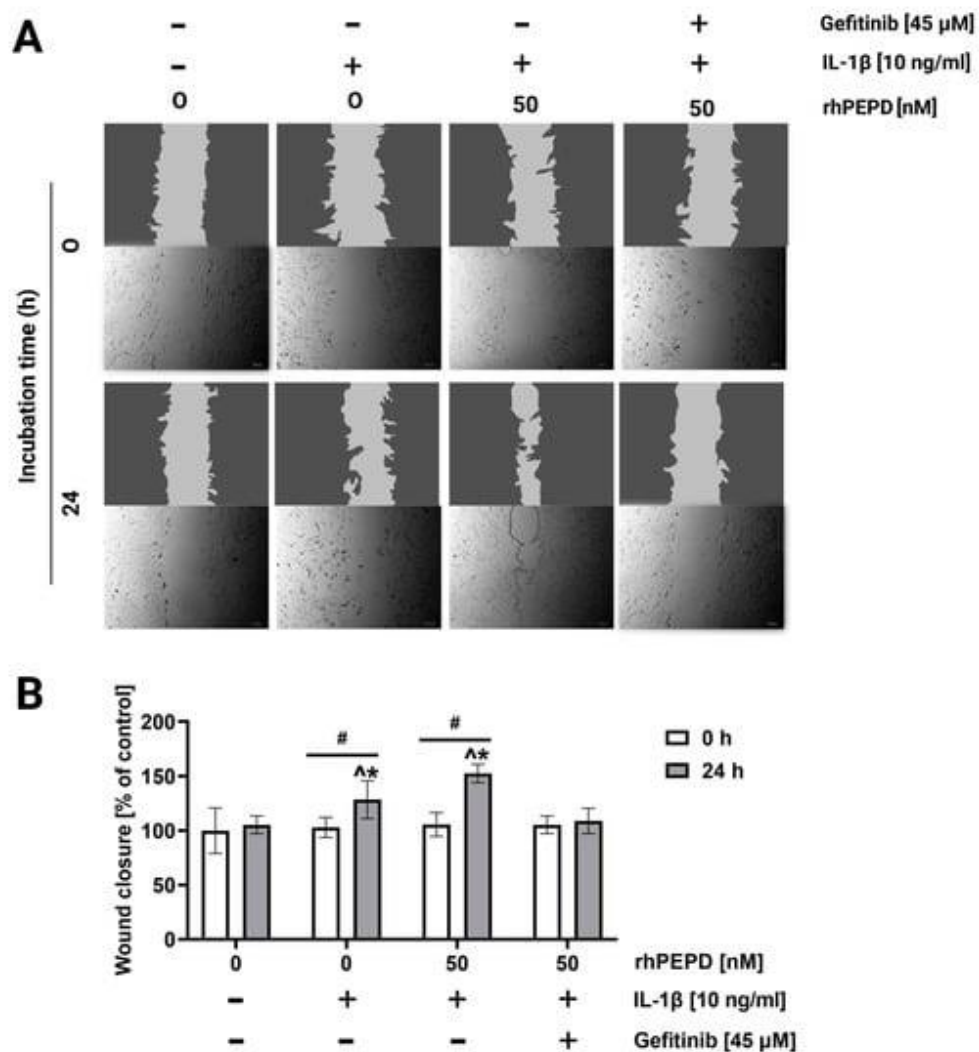 A
- - - + Gefitinib [45 µM]
- + + + IL-1β [10 ng/ml]
0 0 50 50 rhPEPD [nM]
Incubation time (h)
0
24
B
Wound closure [% of control]
200
150
100
50
0
# #
^* ^*
0 h
24 h
0 0 50 50 rhPEPD [nM]
- + + + IL-1β [10 ng/ml]
- - - + Gefitinib [45 µM]